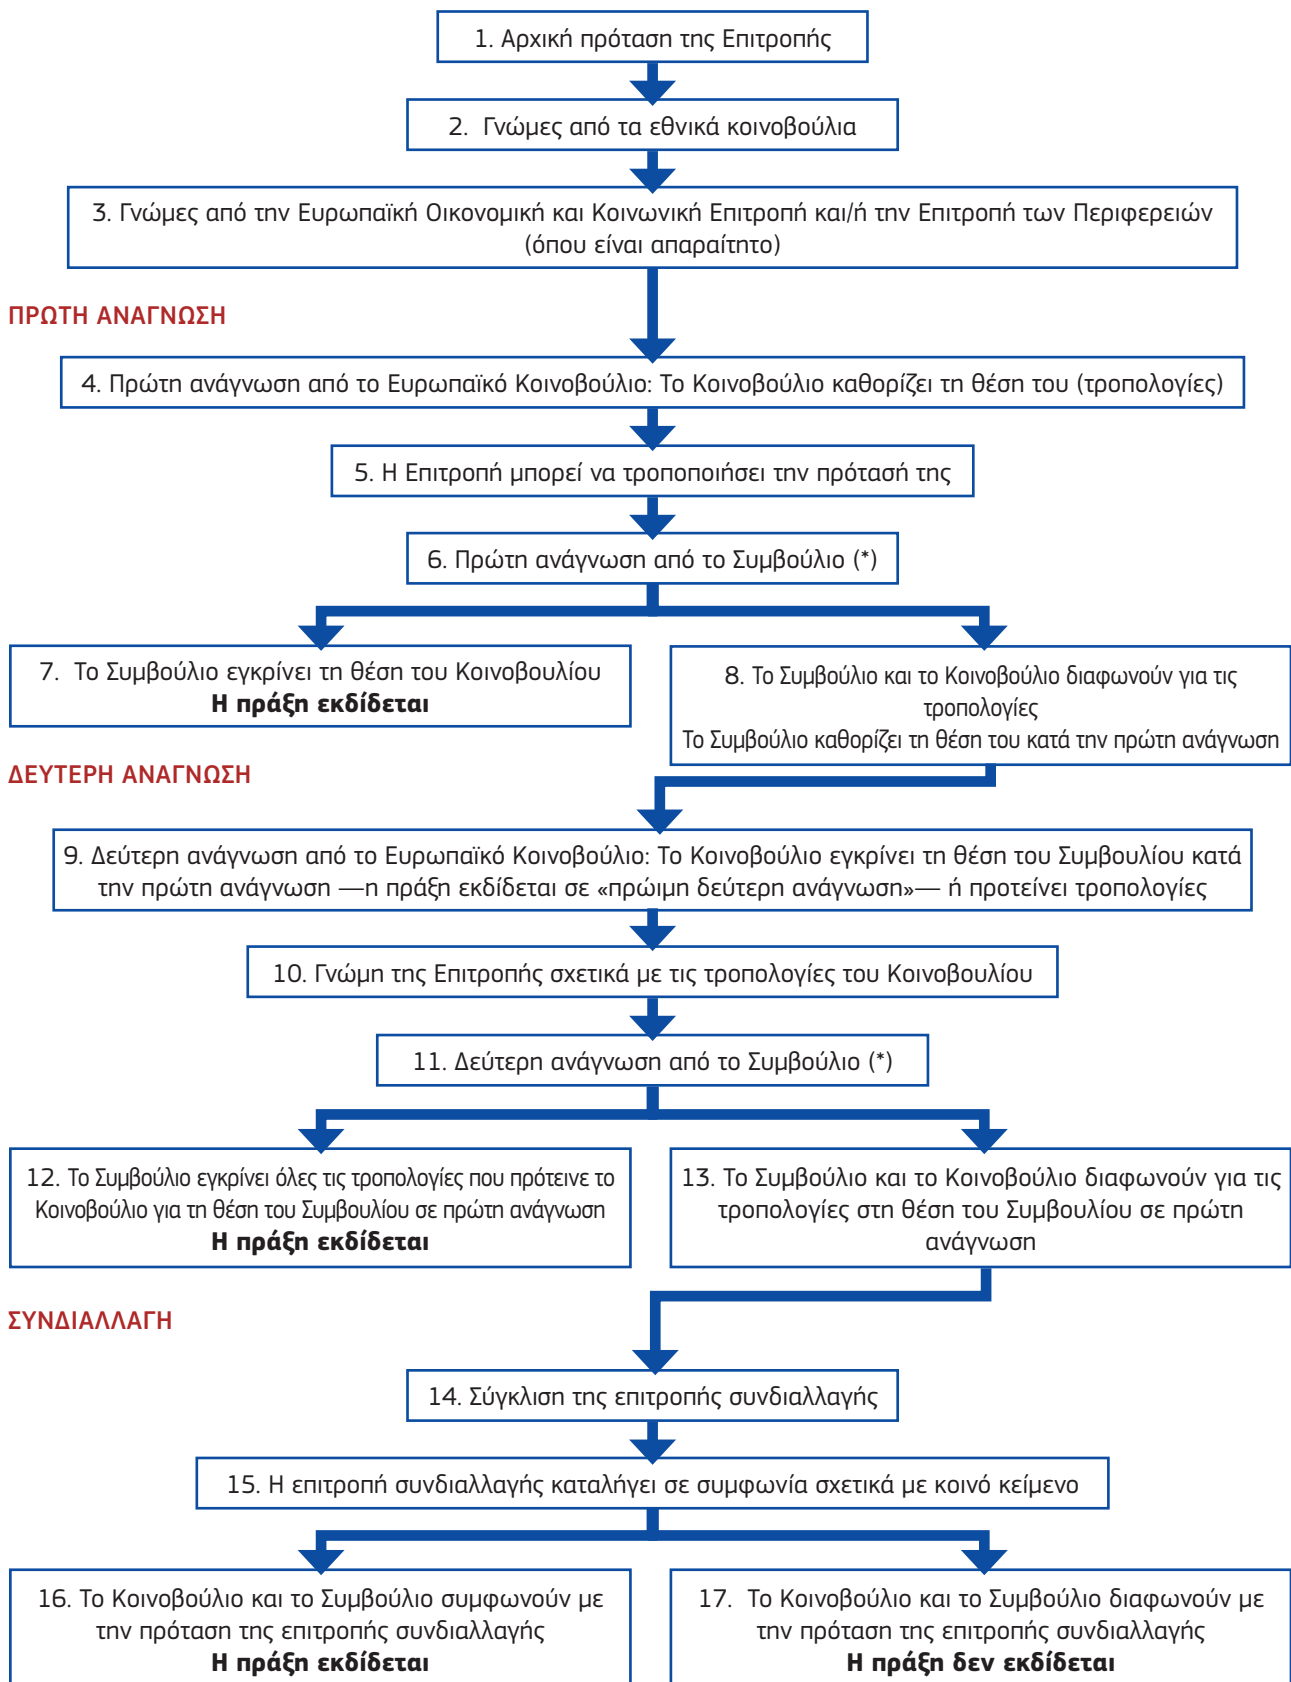 1. Αρχική πρόταση της Επιτροπής
2. Γνώμες από τα εθνικά κοινοβούλια
3. Γνώμες από την Ευρωπαϊκή Οικονομική και Κοινωνική Επιτροπή και/ή την Επιτροπή των Περιφερειών
(όπου είναι απαραίτητο)
ΠΡΩΤΗ ΑΝΑΓΝΩΣΗ
4. Πρώτη ανάγνωση από το Ευρωπαϊκό Κοινοβούλιο: Το Κοινοβούλιο καθορίζει τη θέση του (τροπολογίες)
5. Η Επιτροπή μπορεί να τροποποιήσει την πρότασή της
6. Πρώτη ανάγνωση από το Συμβούλιο (*)
7. Το Συμβούλιο εγκρίνει τη θέση του Κοινοβουλίου
Η πράξη εκδίδεται
8. Το Συμβούλιο και το Κοινοβούλιο διαφωνούν για τις
τροπολογίες
Το Συμβούλιο καθορίζει τη θέση του κατά την πρώτη ανάγνωση
ΔΕΥΤΕΡΗ ΑΝΑΓΝΩΣΗ
9. Δεύτερη ανάγνωση από το Ευρωπαϊκό Κοινοβούλιο: Το Κοινοβούλιο εγκρίνει τη θέση του Συμβουλίου κατά
την πρώτη ανάγνωση —η πράξη εκδίδεται σε «πρώιμη δεύτερη ανάγνωση»— ή προτείνει τροπολογίες
10. Γνώμη της Επιτροπής σχετικά με τις τροπολογίες του Κοινοβουλίου
11. Δεύτερη ανάγνωση από το Συμβούλιο (*)
12. Το Συμβούλιο εγκρίνει όλες τις τροπολογίες που πρότεινε το
Κοινοβούλιο για τη θέση του Συμβουλίου σε πρώτη ανάγνωση
Η πράξη εκδίδεται
13. Το Συμβούλιο και το Κοινοβούλιο διαφωνούν για τις
τροπολογίες στη θέση του Συμβουλίου σε πρώτη
ανάγνωση
ΣΥΝΔΙΑΛΛΑΓΗ
14. Σύγκλιση της επιτροπής συνδιαλλαγής
15. Η επιτροπή συνδιαλλαγής καταλήγει σε συμφωνία σχετικά με κοινό κείμενο
16. Το Κοινοβούλιο και το Συμβούλιο συμφωνούν με
την πρόταση της επιτροπής συνδιαλλαγής
Η πράξη εκδίδεται
17. Το Κοινοβούλιο και το Συμβούλιο διαφωνούν με
την πρόταση της επιτροπής συνδιαλλαγής
Η πράξη δεν εκδίδεται